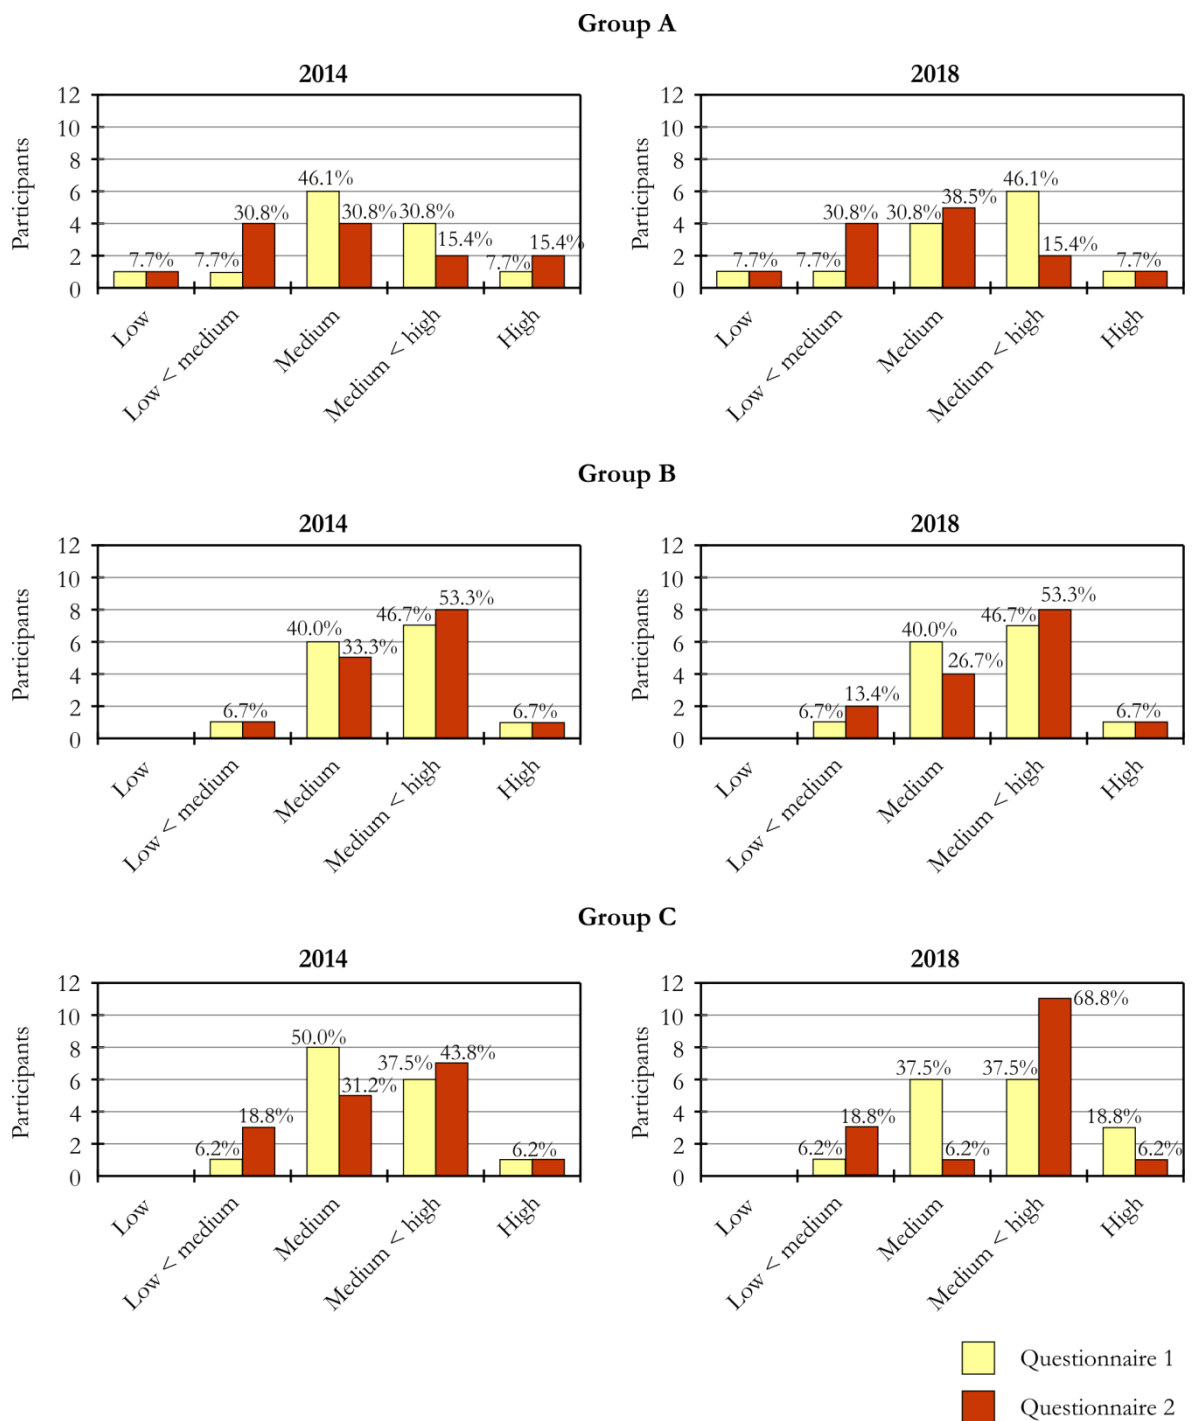 Group A
2014
2018
Participants
12
10
8
6
4
2
0
7.7%
7.7%
30.8%
46.1%
30.8%
30.8%
15.4%
7.7%
15.4%
Low
Low < medium
Medium
Medium < high
High
Participants
12
10
8
6
4
2
0
7.7%
7.7%
30.8%
30.8%
38.5%
46.1%
15.4%
7.7%
Low
Low < medium
Medium
Medium < high
High
Group B
2014
2018
Participants
12
10
8
6
4
2
0
6.7%
40.0%
33.3%
46.7%
53.3%
6.7%
Low
Low < medium
Medium
Medium < high
High
Participants
12
10
8
6
4
2
0
6.7%
13.4%
40.0%
26.7%
46.7%
53.3%
6.7%
Low
Low < medium
Medium
Medium < high
High
Group C
2014
2018
Participants
12
10
8
6
4
2
0
6.2%
18.8%
50.0%
31.2%
37.5%
43.8%
6.2%
Low
Low < medium
Medium
Medium < high
High
Participants
12
10
8
6
4
2
0
6.2%
18.8%
37.5%
6.2%
37.5%
68.8%
18.8%
6.2%
Low
Low < medium
Medium
Medium < high
High
Questionnaire 1
Questionnaire 2